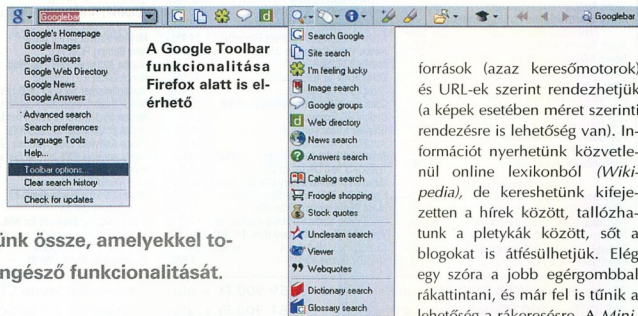 Googlebar
Googlebar
Google's Homepage
Google Images
Google Groups
Google Web Directory
Google News
Google Answers
Advanced search
Search preferences
Language Tools
Help...
Toolbar options...
Clear search history
Check for updates
A Google Toolbar
funkcionalitása
Firefox alatt is el-
érhető
Search Google
Site search
I'm feeling lucky
Image search
Google groups
Web directory
News search
Answers search
Catalog search
Froogle shopping
Stock quotes
Unclesam search
Viewer
Webquotes
Dictionary search
Glossary search
ünk össze, amelyekkel to-
ngésző funkcionalitását.
források (azaz keresőmotorok)
és URL-ek szerint rendezhetjük
(a képek esetében méret szerinti
rendezésre is lehetőség van). In-
formációt nyerhetünk közvetle-
nül online lexikonból (Wiki-
pedia), de kereshetünk kifeje-
zetten a hírek között, tallózha-
tunk a pletykák között, sőt a
blogokat is átfésülhetjük. Elég
egy szóra a jobb egérgombbal
rákattintani, és már fel is tűnik a
lehetőség a rákeresésre. A Mini-